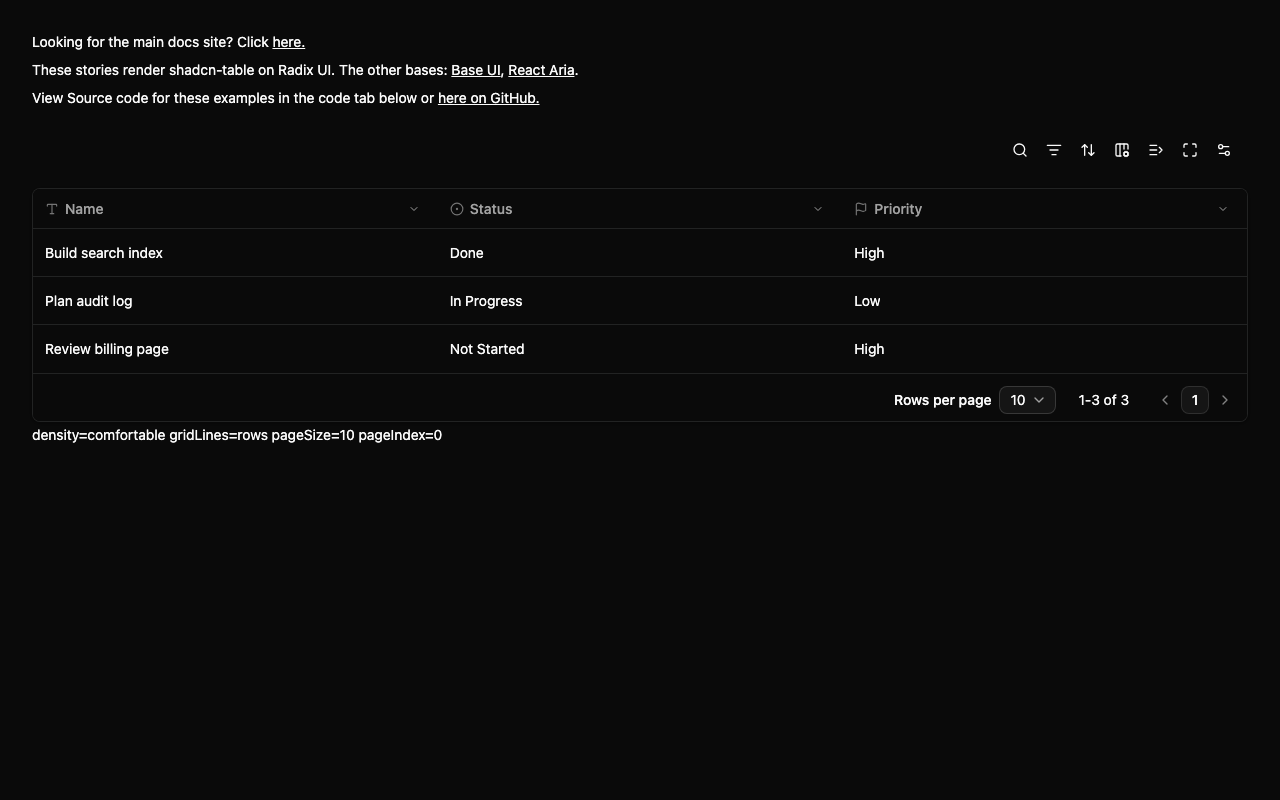 Looking for the main docs site? Click here.
These stories render shadcn-table on Radix UI. The other bases: Base UI, React Aria.
View Source code for these examples in the code tab below or here on GitHub.
Name Status Priority
Build search index Done High
Plan audit log In Progress Low
Review billing page Not Started High
Rows per page 10 1-3 of 3 1
density=comfortable gridLines=rows pageSize=10 pageIndex=0